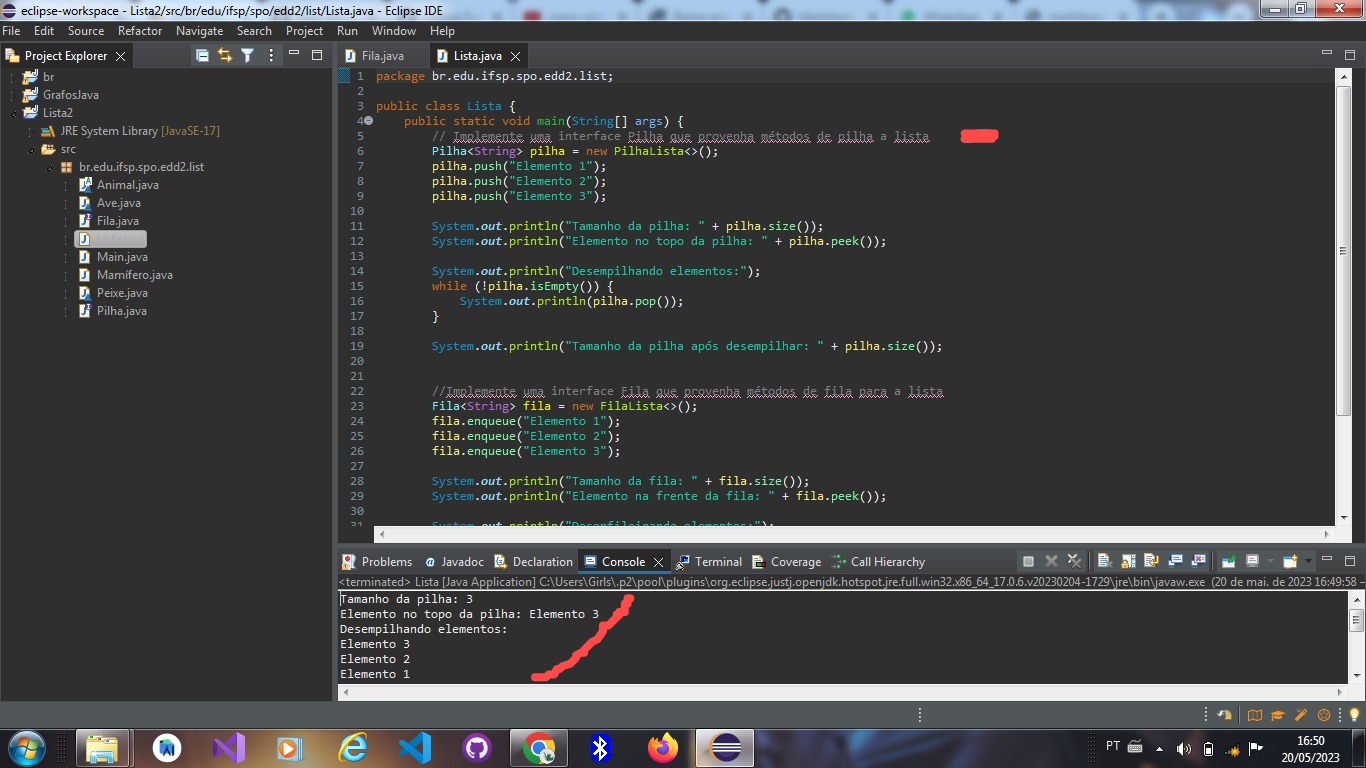 eclipse-workspace - Lista2/src/br/edu/ifsp/spo/edd2/list/Lista.java - Eclipse IDE
File Edit Source Refactor Navigate Search Project Run Window Help
Project Explorer
Fila.java
Lista.java
br
GrafosJava
Lista2
JRE System Library [JavaSE-17]
src
br.edu.ifsp.spo.edd2.list
Animal.java
Ave.java
Fila.java
Main.java
Mamífero.java
Peixe.java
Pilha.java
1 package br.edu.ifsp.spo.edd2.list;
2
3 public class Lista {
4 public static void main(String[] args) {
5 // Implemente uma interface Pilha que provenha métodos de pilha a lista
6 Pilha<String> pilha = new PilhaLista<>();
7 pilha.push("Elemento 1");
8 pilha.push("Elemento 2");
9 pilha.push("Elemento 3");
10
11 System.out.println("Tamanho da pilha: " + pilha.size());
12 System.out.println("Elemento no topo da pilha: " + pilha.peek());
13
14 System.out.println("Desempilhando elementos:");
15 while (!pilha.isEmpty()) {
16 System.out.println(pilha.pop());
17 }
18
19 System.out.println("Tamanho da pilha após desempilhar: " + pilha.size());
20
21
22 //Implemente uma interface Fila que provenha métodos de fila para a lista
23 Fila<String> fila = new FilaLista<>();
24 fila.enqueue("Elemento 1");
25 fila.enqueue("Elemento 2");
26 fila.enqueue("Elemento 3");
27
28 System.out.println("Tamanho da fila: " + fila.size());
29 System.out.println("Elemento na frente da fila: " + fila.peek());
30
31 System.out.println("Desenfileirando elementos:");
Problems Javadoc Declaration Console Terminal Coverage Call Hierarchy
<terminated> Lista [Java Application] C:\Users\Girls\.p2\pool\plugins\org.eclipse.justj.openjdk.hotspot.jre.full.win32.x86_64_17.0.6.v20230204-1729\jre\bin\javaw.exe (20 de mai. de 2023 16:49:58 –
Tamanho da pilha: 3
Elemento no topo da pilha: Elemento 3
Desempilhando elementos:
Elemento 3
Elemento 2
Elemento 1
PT
16:50
20/05/2023